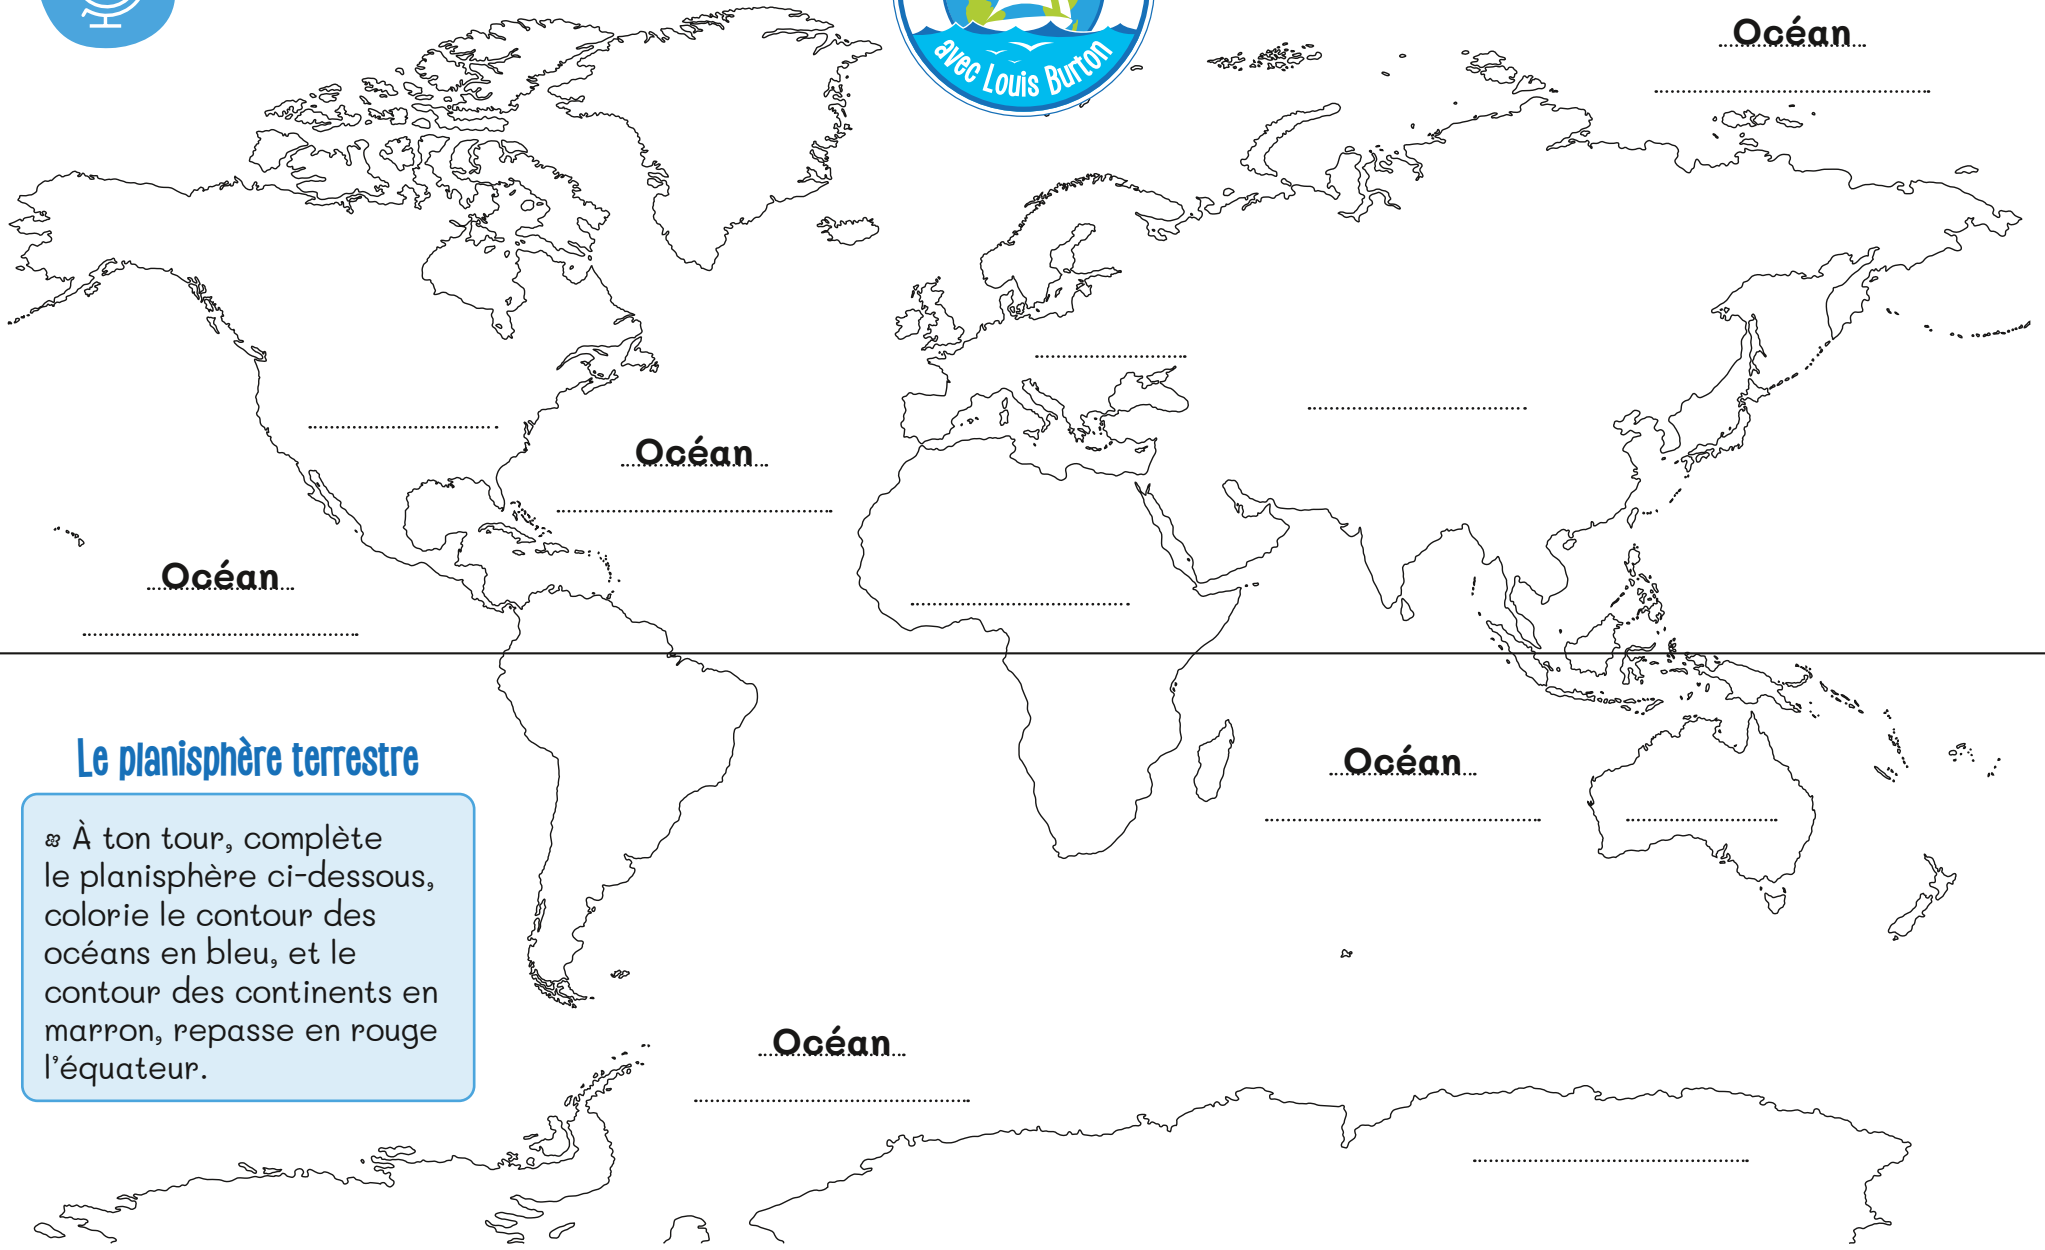 avec Louis Burton
Océan
Océan
Océan
Océan
Océan
Le planisphère terrestre
À ton tour, complète
le planisphère ci-dessous,
colorie le contour des
océans en bleu, et le
contour des continents en
marron, repasse en rouge
l'équateur.